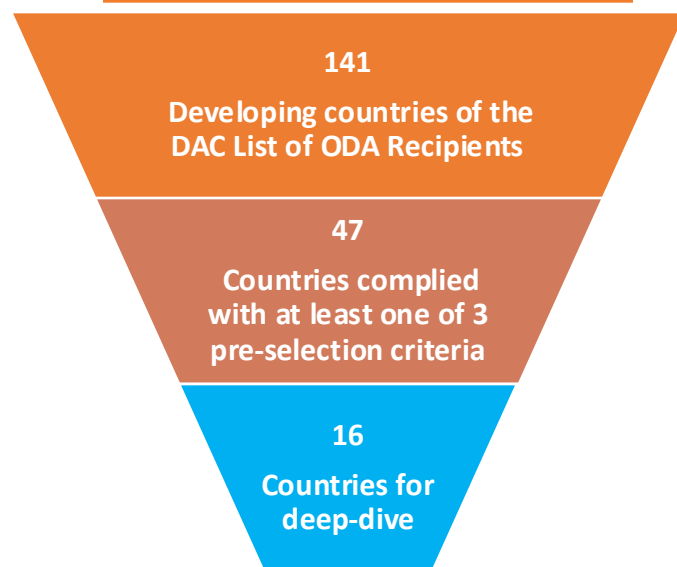 141
Developing countries of the
DAC List of ODA Recipients
47
Countries complied
with at least one of 3
pre-selection criteria
16
Countries for
deep-dive